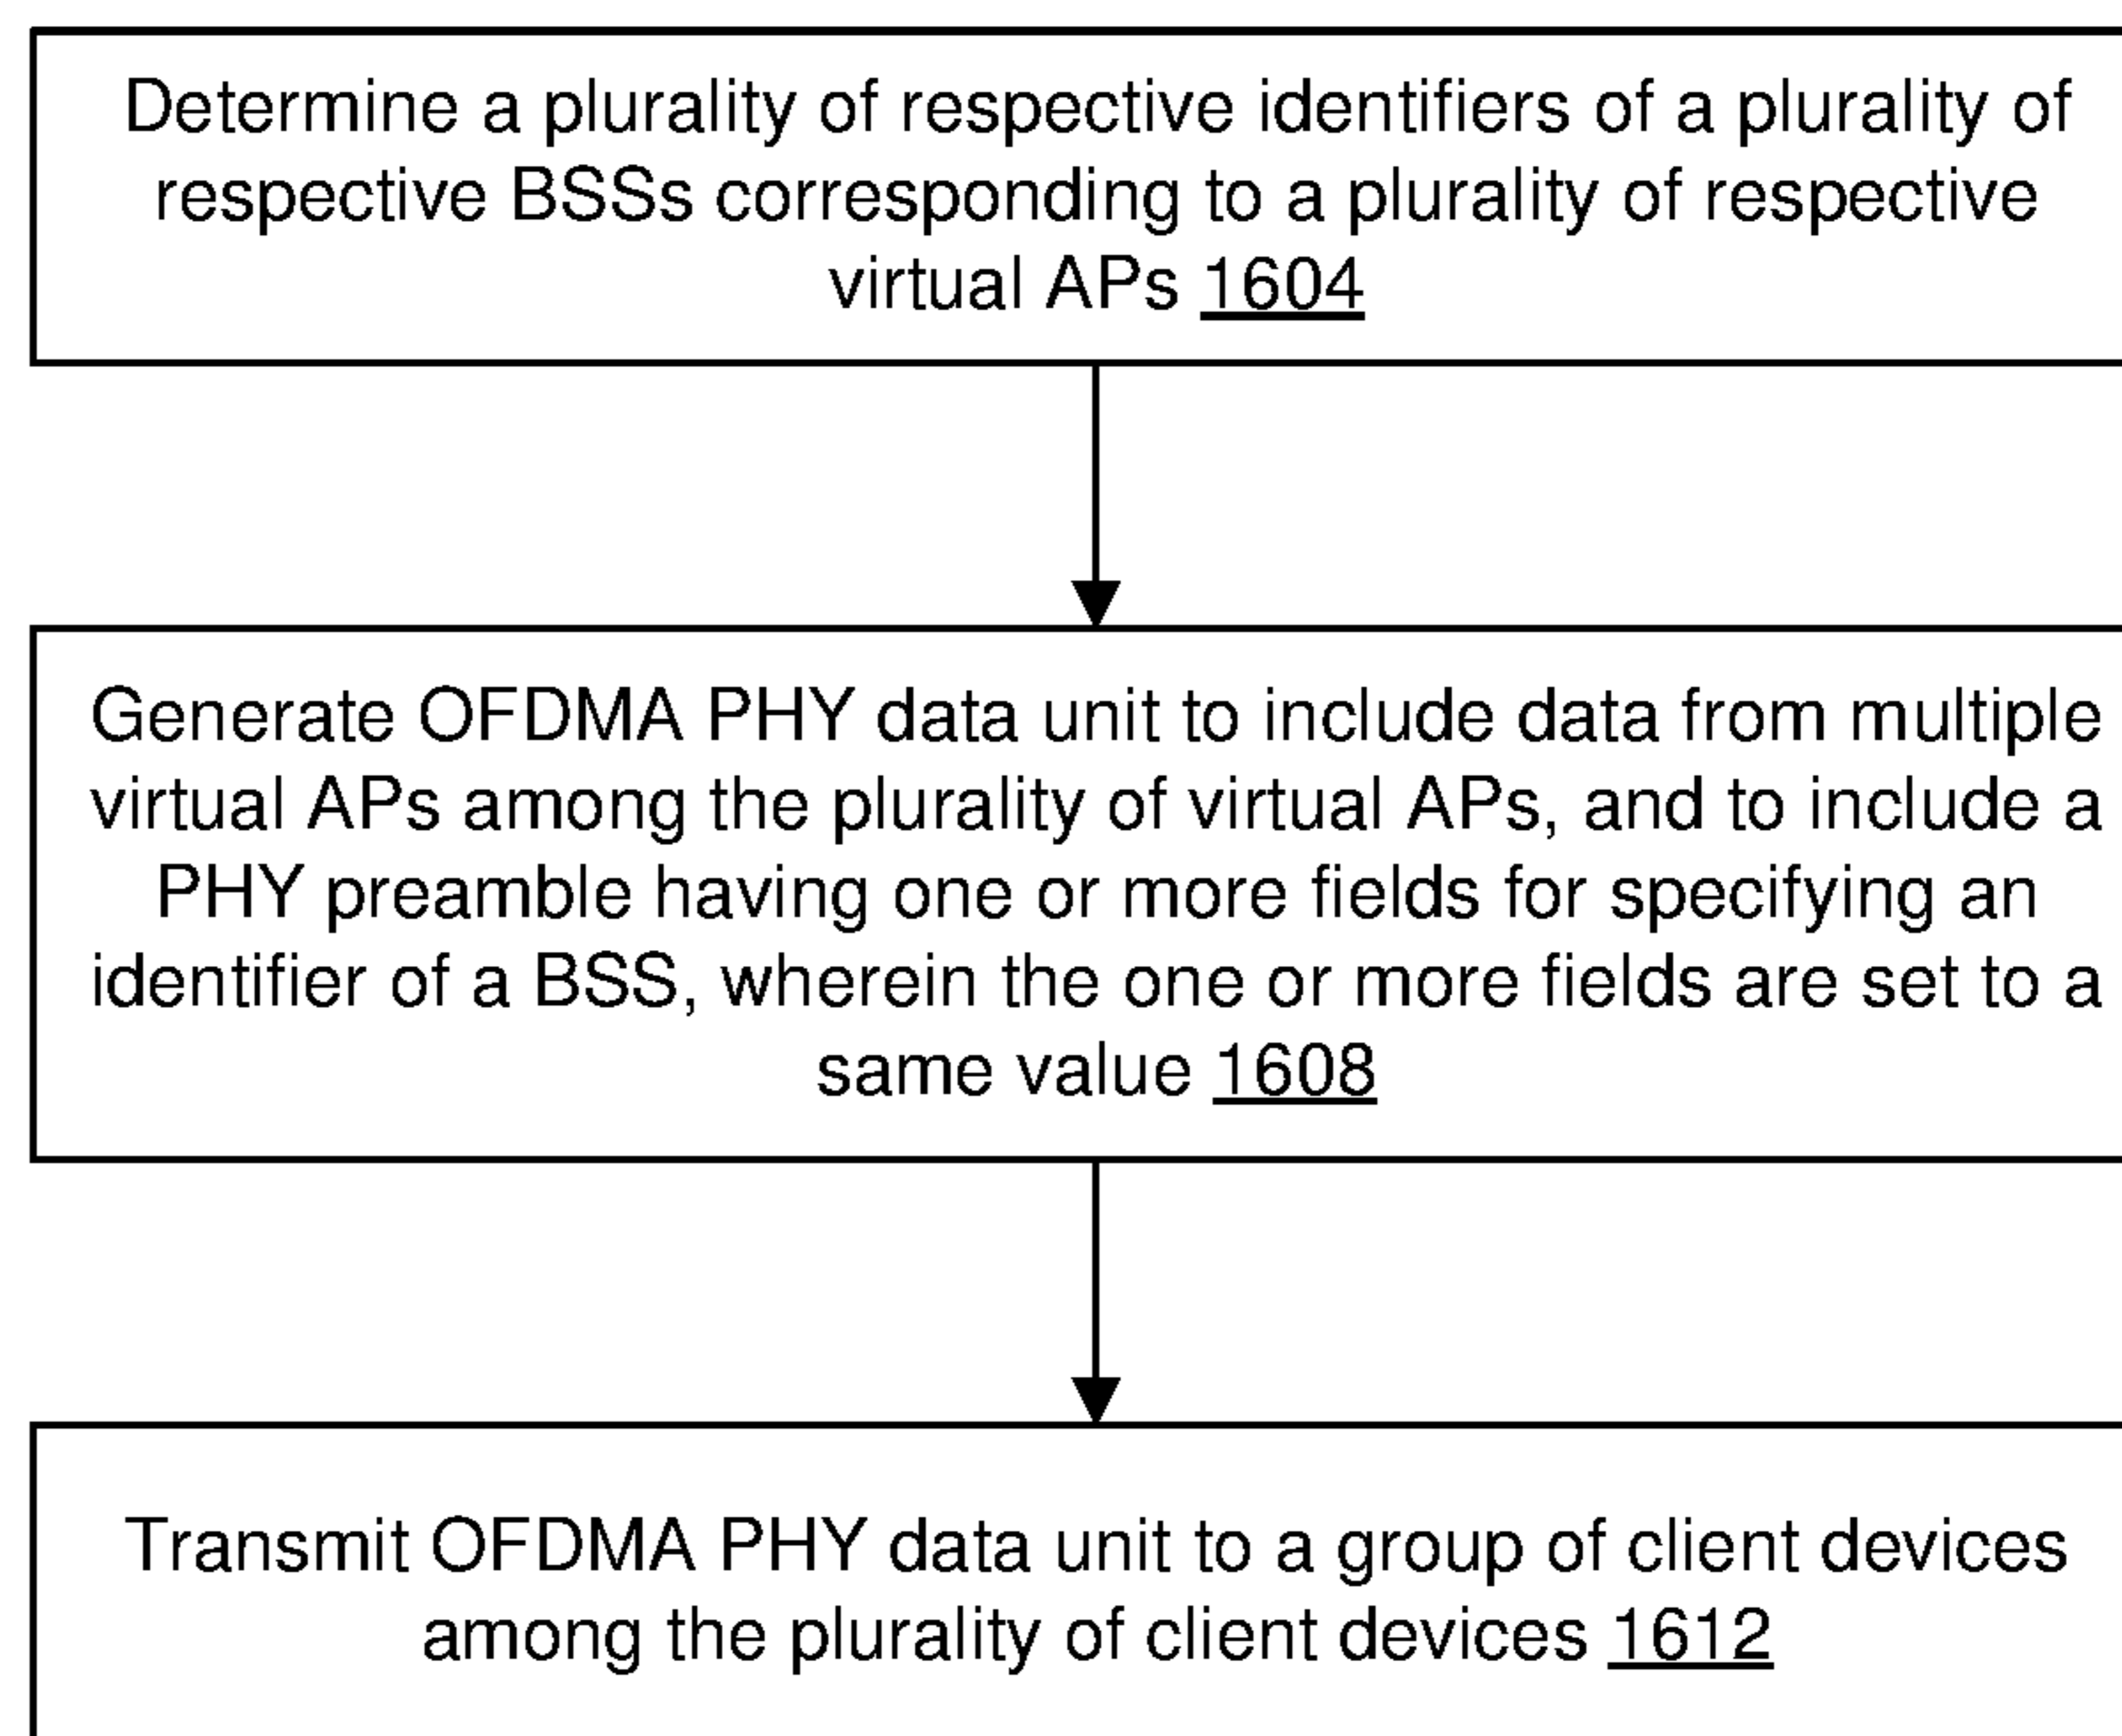 Determine a plurality of respective identifiers of a plurality of
respective BSSs corresponding to a plurality of respective
virtual APs 1604
Generate OFDMA PHY data unit to include data from multiple
virtual APs among the plurality of virtual APs, and to include a
PHY preamble having one or more fields for specifying an
identifier of a BSS, wherein the one or more fields are set to a
same value 1608
Transmit OFDMA PHY data unit to a group of client devices
among the plurality of client devices 1612